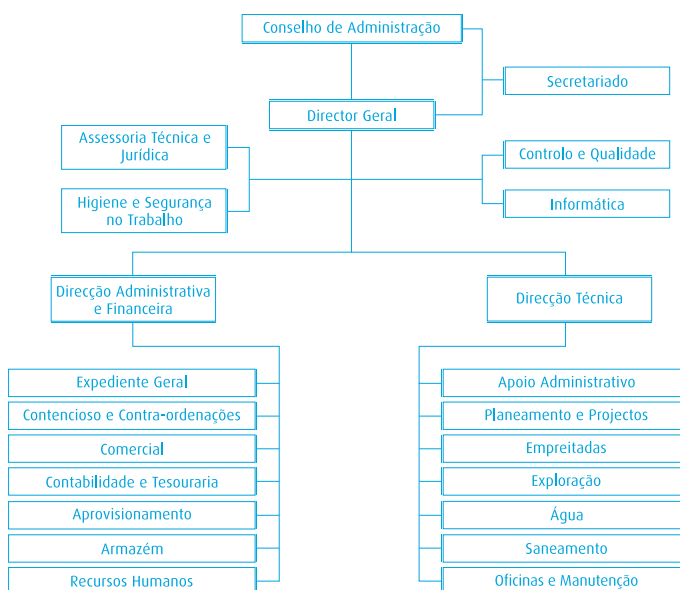 Conselho de Administração
Secretariado
Director Geral
Assessoria Técnica e
Jurídica
Controlo e Qualidade
Higiene e Segurança
no Trabalho
Informática
Direcção Administrativa
e Financeira
Direcção Técnica
Expediente Geral
Contencioso e Contra-ordenações
Comercial
Contabilidade e Tesouraria
Aprovisionamento
Armazém
Recursos Humanos
Apoio Administrativo
Planeamento e Projectos
Empreitadas
Exploração
Água
Saneamento
Oficinas e Manutenção